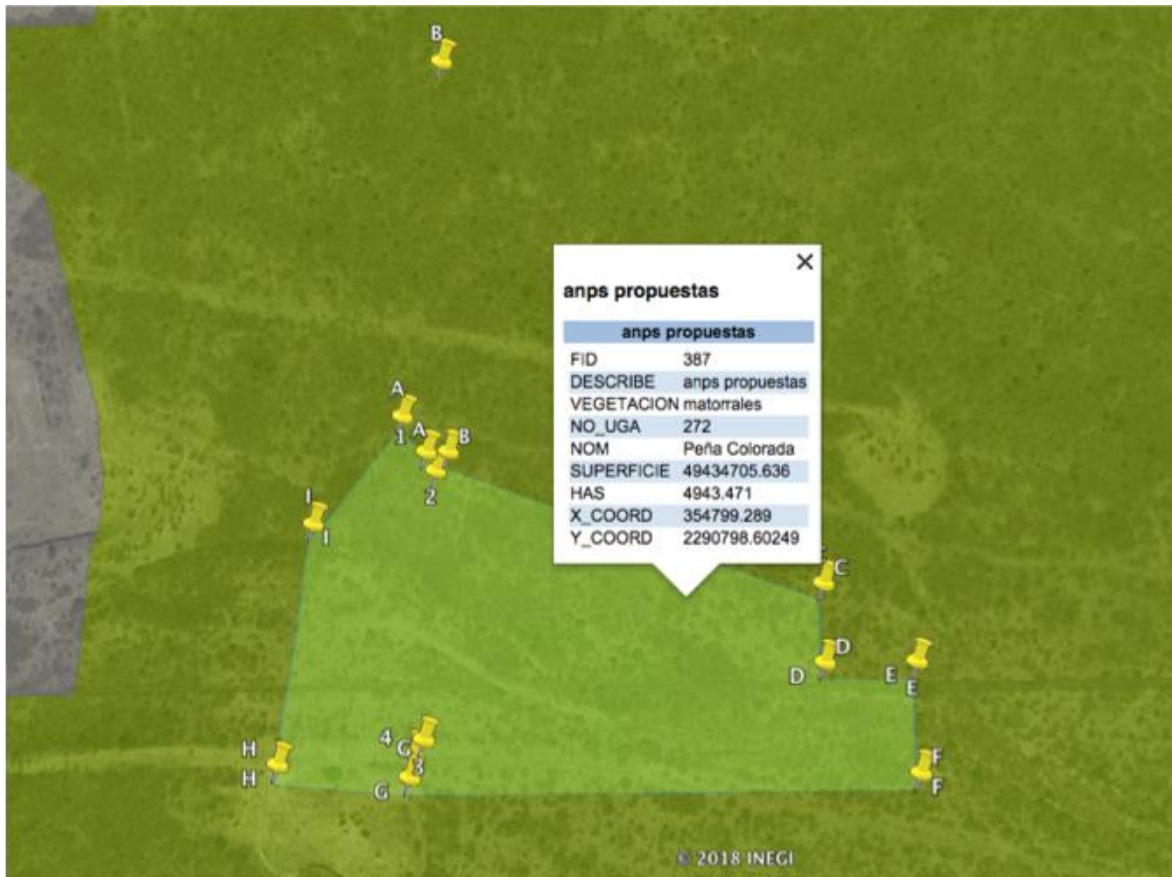 B
anps propuestas
anps propuestas
FID 387
DESCRIBE anps propuestas
VEGETACION matorrales
NO_UGA 272
NOM Peña Colorada
SUPERFICIE 49434705.636
HAS 4943.471
X_COORD 354799.289
Y_COORD 2290798.60249
A
1 A B
2
I
I
C
D
D E
E
4
H G
3
H
F
G F
© 2018 INEGI